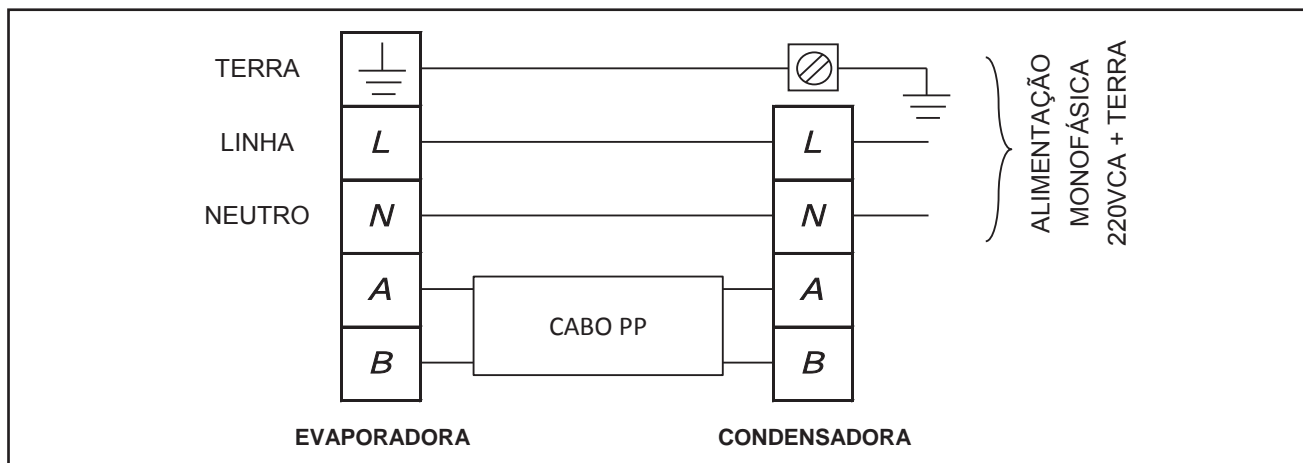 TERRA
LINHA L L
NEUTRO N N
A A
CABO PP
B B
EVAPORADORA CONDENSADORA
ALIMENTAÇÃO
MONOFÁSICA
220VCA + TERRA